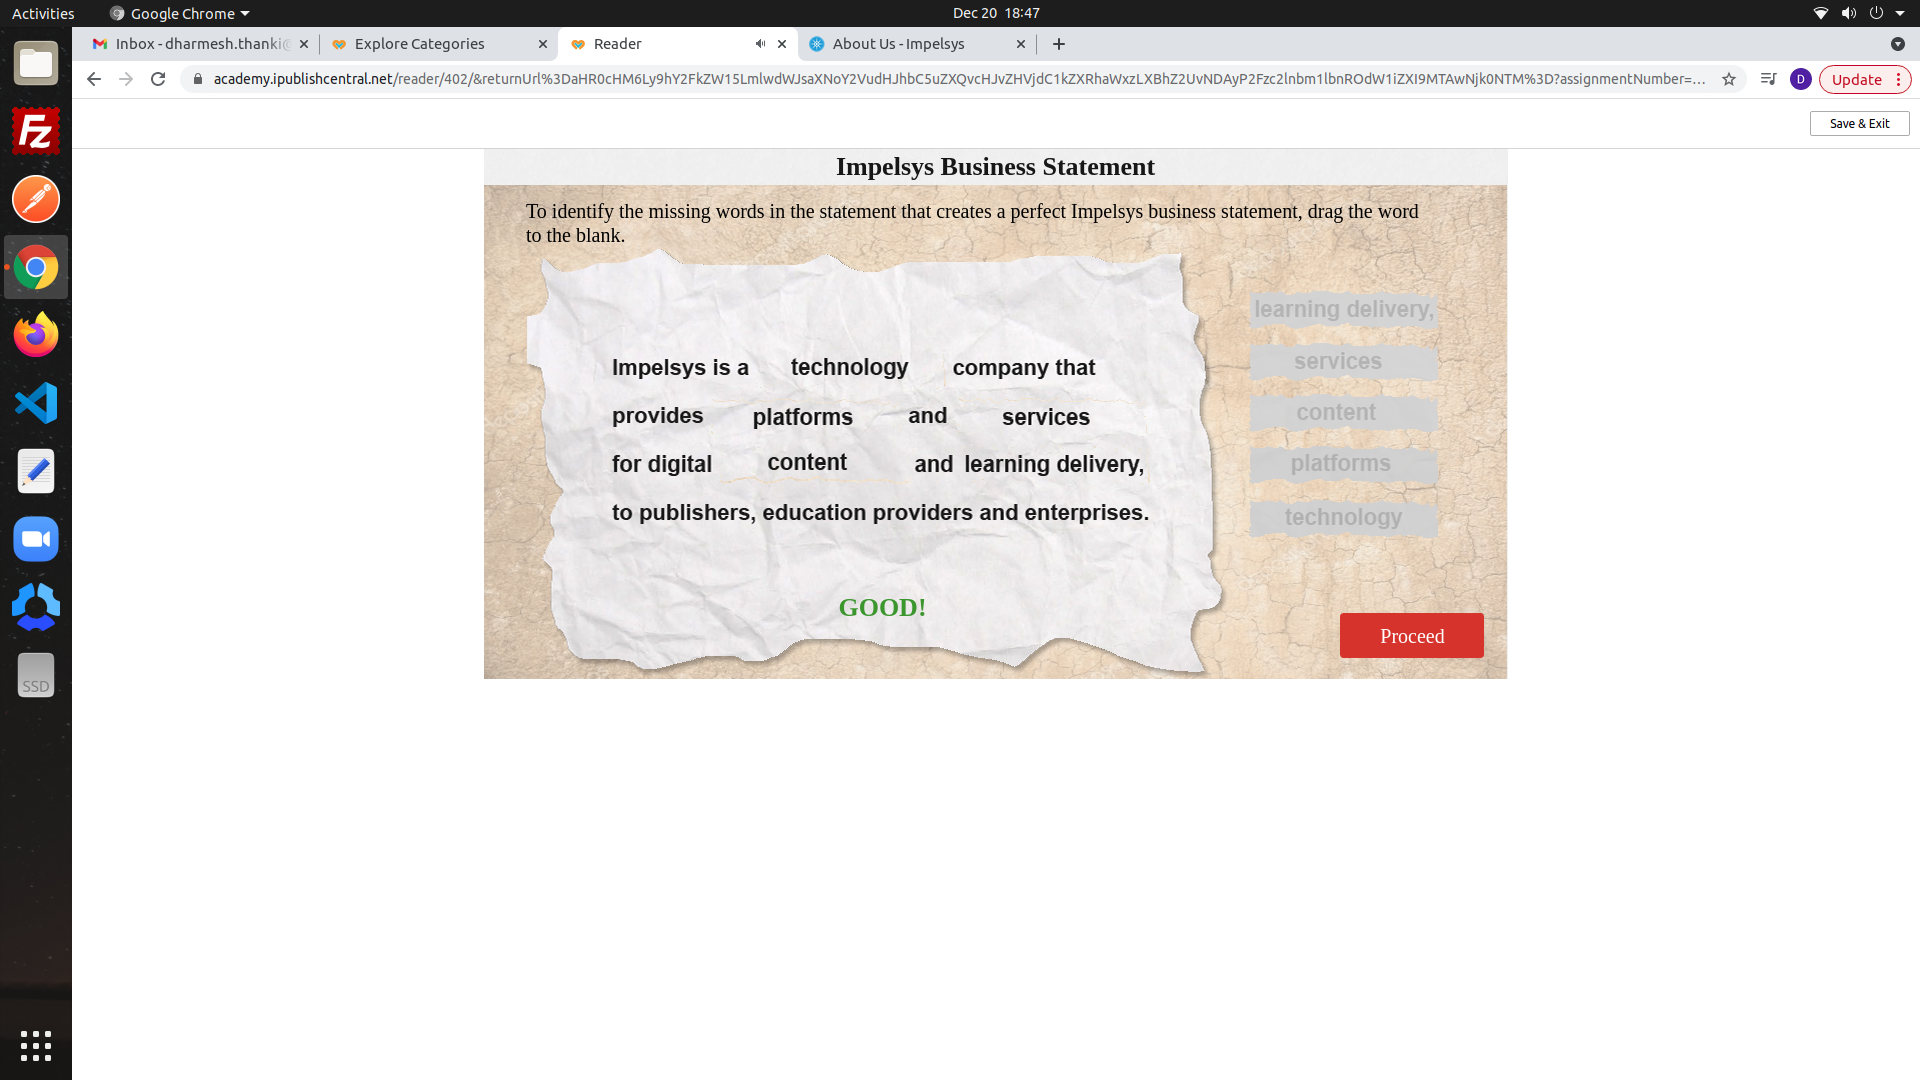 Activities
Google Chrome
Dec 20 18:47
Inbox - dharmesh.thanki@
Explore Categories
Reader
About Us - Impelsys
academy.ipublishcentral.net/reader/402/&returnUrl%3DaHR0cHM6Ly9hY2FkZW15LmlwdWJsaXNoY2VudHJhbC5uZXQvcHJvZHVjdC1kZXRhaWxzLXBhZ2UvNDAyP2Fzc2lnbm1lbnROdW1iZXI9MTAwNjk0NTM%3D?assignmentNumber=...
D
Update
Save & Exit
Impelsys Business Statement
To identify the missing words in the statement that creates a perfect Impelsys business statement, drag the word
to the blank.
Impelsys is a technology company that
provides platforms and services
for digital content and learning delivery,
to publishers, education providers and enterprises.
GOOD!
learning delivery,
services
content
platforms
technology
Proceed
SSD